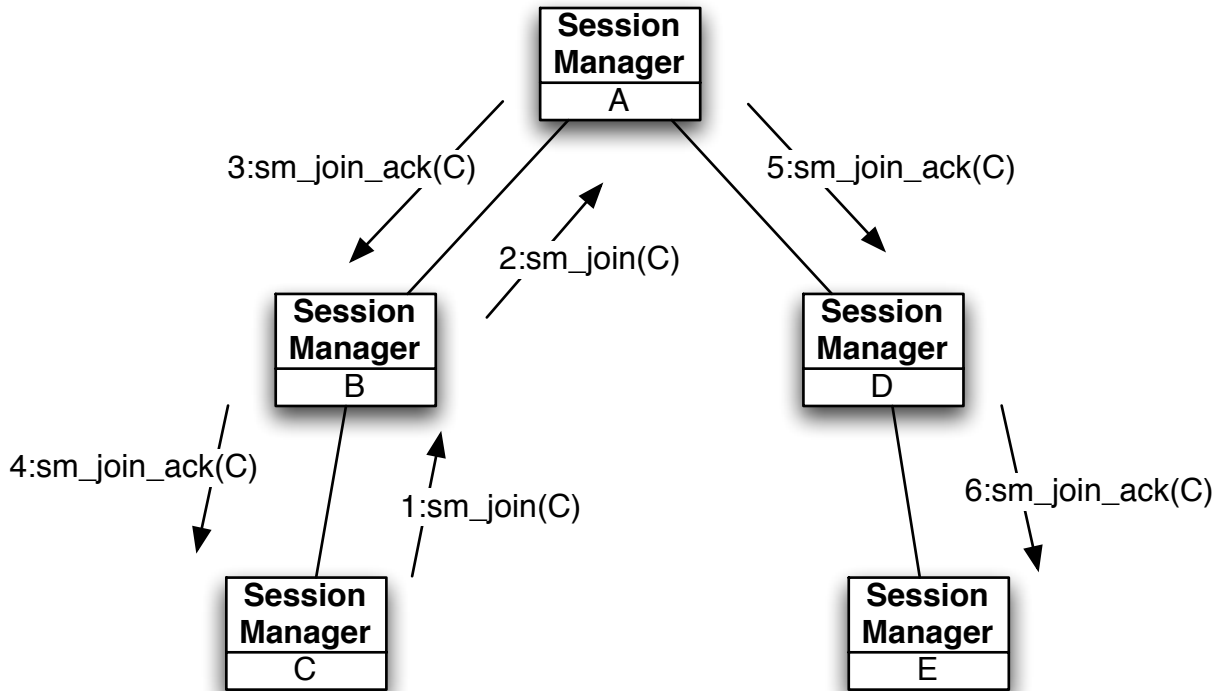 Session
Manager
A
3:sm_join_ack(C)
5:sm_join_ack(C)
2:sm_join(C)
Session
Manager
B
Session
Manager
D
4:sm_join_ack(C)
1:sm_join(C)
6:sm_join_ack(C)
Session
Manager
C
Session
Manager
E